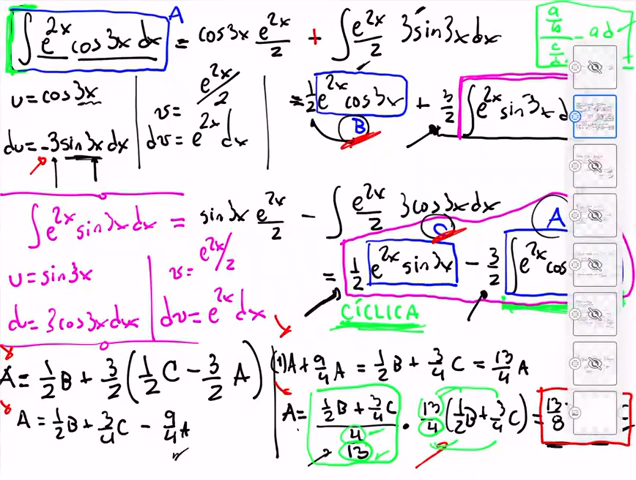 ∫ e^{2x} cos3x dx = cos3x e^{2x}/2 + ∫ e^{2x}/2 3sin3x dx
A
a/b / c/d = ad
u = cos3x
v = e^{2x}/2
= 1/2 e^{2x} cos3x + 3/2 ∫ e^{2x} sin3x d
B
du = -3sin3x dx
dv = e^{2x} dx
∫ e^{2x} sin3x dx = sin3x e^{2x}/2 - ∫ e^{2x}/2 3cos3x dx
u = sin3x
v = e^{2x}/2
C
A
= 1/2 e^{2x} sin3x - 3/2 ∫ e^{2x} cos
du = 3cos3x dx
dv = e^{2x} dx
CÍCLICA
A = 1/2 B + 3/2 (1/2 C - 3/2 A)
(1)A + 9/4 A = 1/2 B + 3/4 C = 13/4 A
A = 1/2 B + 3/4 C - 9/4 A
A = (1/2 B + 3/4 C) / (4/13) · 13/4 (1/2 B + 3/4 C) = 13/8